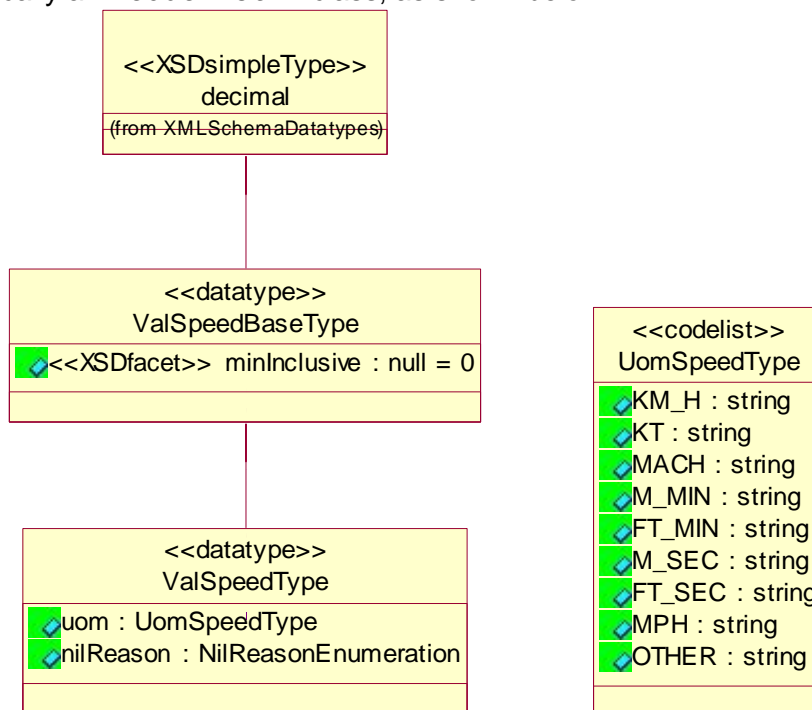 <<XSDsimpleType>>
decimal
(from XMLSchemaDatatypes)
<<datatype>>
ValSpeedBaseType
<<XSDfacet>> minInclusive : null = 0
<<datatype>>
ValSpeedType
uom : UomSpeedType
nilReason : NilReasonEnumeration
<<codelist>>
UomSpeedType
KM_H : string
KT : string
MACH : string
M_MIN : string
FT_MIN : string
M_SEC : string
FT_SEC : string
MPH : string
OTHER : string